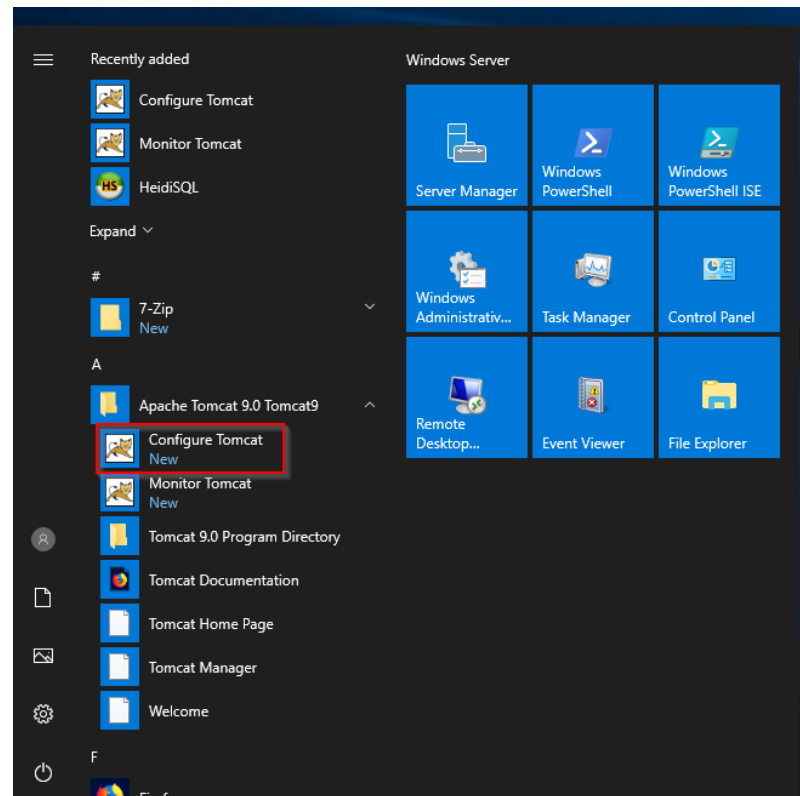 Recently added
Configure Tomcat
Monitor Tomcat
HS
HeidiSQL
Expand
#
7-Zip
New
A
Apache Tomcat 9.0 Tomcat9
Configure Tomcat
New
Monitor Tomcat
New
Tomcat 9.0 Program Directory
Tomcat Documentation
Tomcat Home Page
Tomcat Manager
Welcome
F
Windows Server
Server Manager
Windows
PowerShell
Windows
PowerShell ISE
Windows
Administrativ...
Task Manager
Control Panel
Remote
Desktop...
Event Viewer
File Explorer